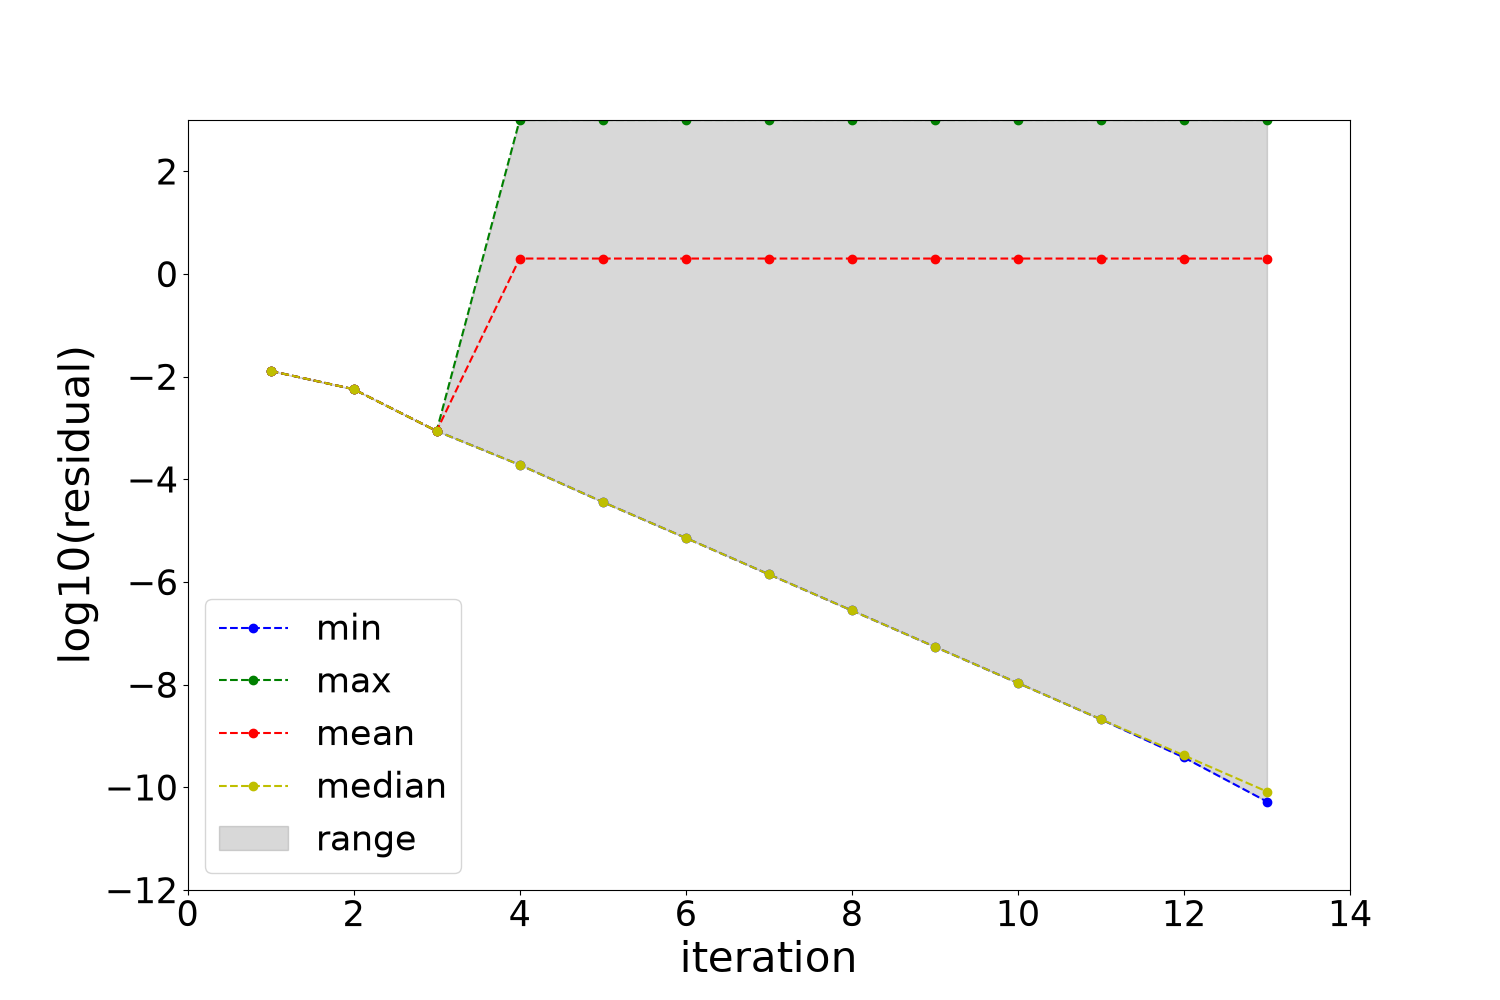 2
0
−2
−4
−6
−8
−10
−12
log10(residual)
min
max
mean
median
range
0 2 4 6 8 10 12 14
iteration